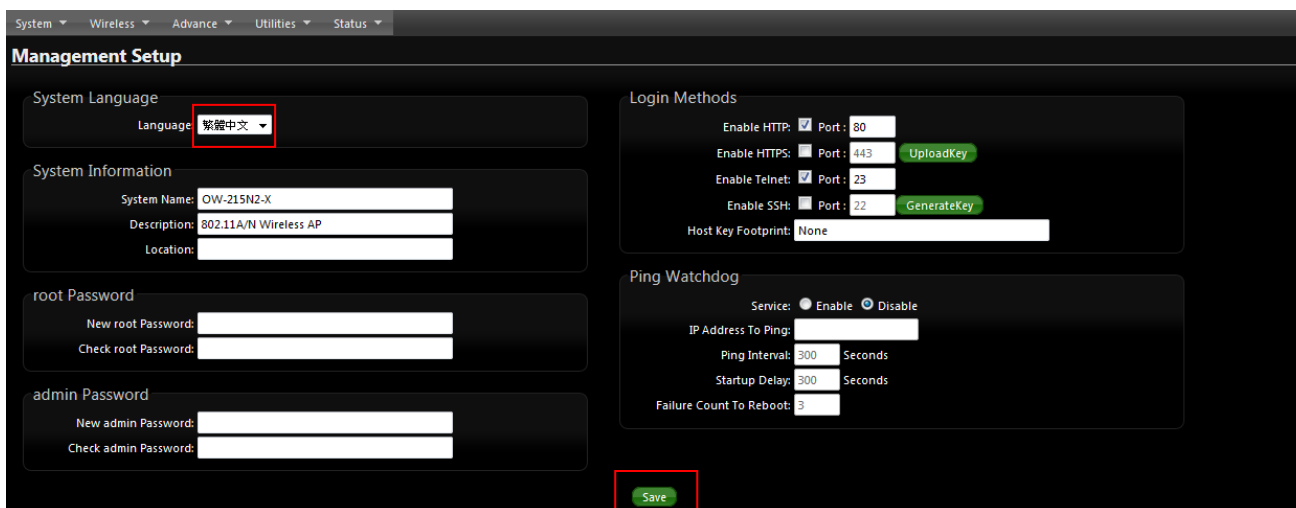 System Wireless Advance Utilities Status
Management Setup
System Language
Language 繁體中文
System Information
System Name: OW-215N2-X
Description: 802.11A/N Wireless AP
Location:
root Password
New root Password:
Check root Password:
admin Password
New admin Password:
Check admin Password:
Login Methods
Enable HTTP: Port : 80
Enable HTTPS: Port : 443 UploadKey
Enable Telnet: Port : 23
Enable SSH: Port : 22 GenerateKey
Host Key Footprint: None
Ping Watchdog
Service: Enable Disable
IP Address To Ping:
Ping Interval: 300 Seconds
Startup Delay: 300 Seconds
Failure Count To Reboot: 3
Save